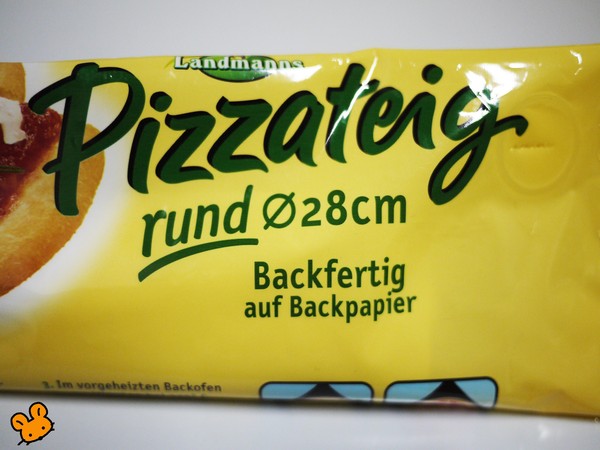 Landmanns
Pizzateig
rund Ø28cm
Backfertig
auf Backpapier
3. Im vorgeheizten Backofen